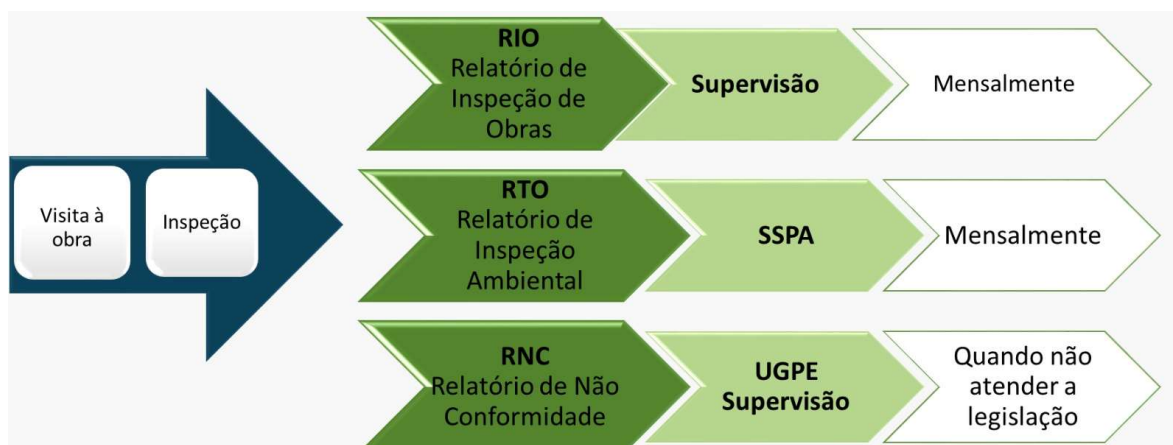 Visita à
obra
Inspeção
RIO
Relatório de
Inspeção de
Obras
Supervisão
Mensalmente
RTO
Relatório de
Inspeção
Ambiental
SSPA
Mensalmente
RNC
Relatório de Não
Conformidade
UGPE
Supervisão
Quando não
atender a
legislação